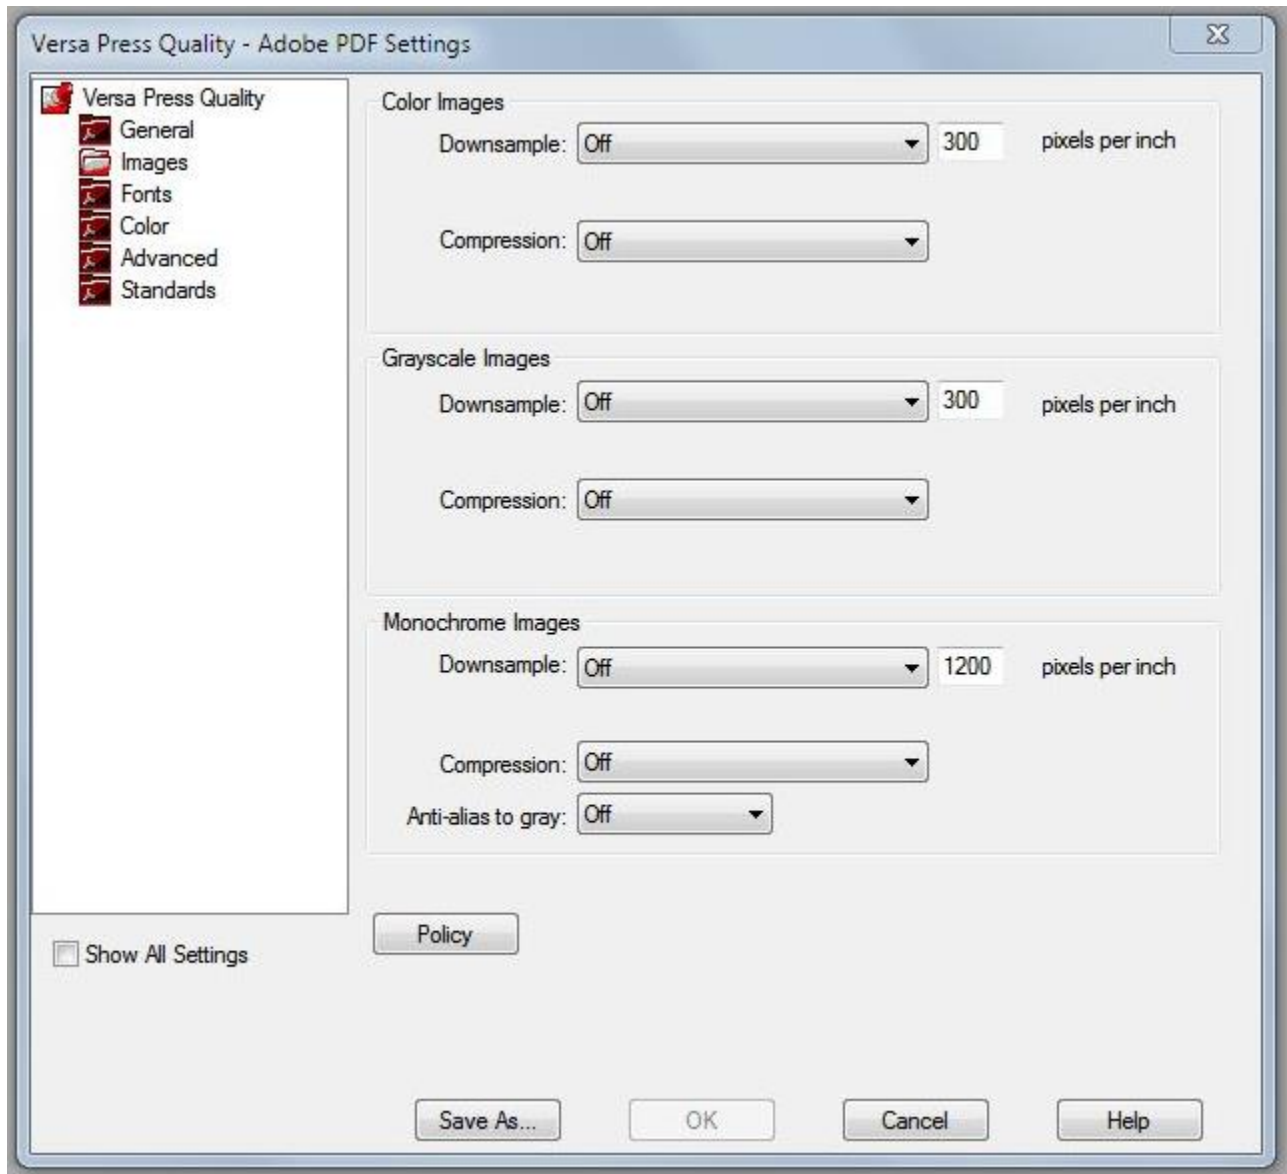 Versa Press Quality - Adobe PDF Settings
Versa Press Quality
General
Images
Fonts
Color
Advanced
Standards
Show All Settings
Color Images
Downsample: Off 300 pixels per inch
Compression: Off
Grayscale Images
Downsample: Off 300 pixels per inch
Compression: Off
Monochrome Images
Downsample: Off 1200 pixels per inch
Compression: Off
Anti-alias to gray: Off
Policy
Save As... OK Cancel Help